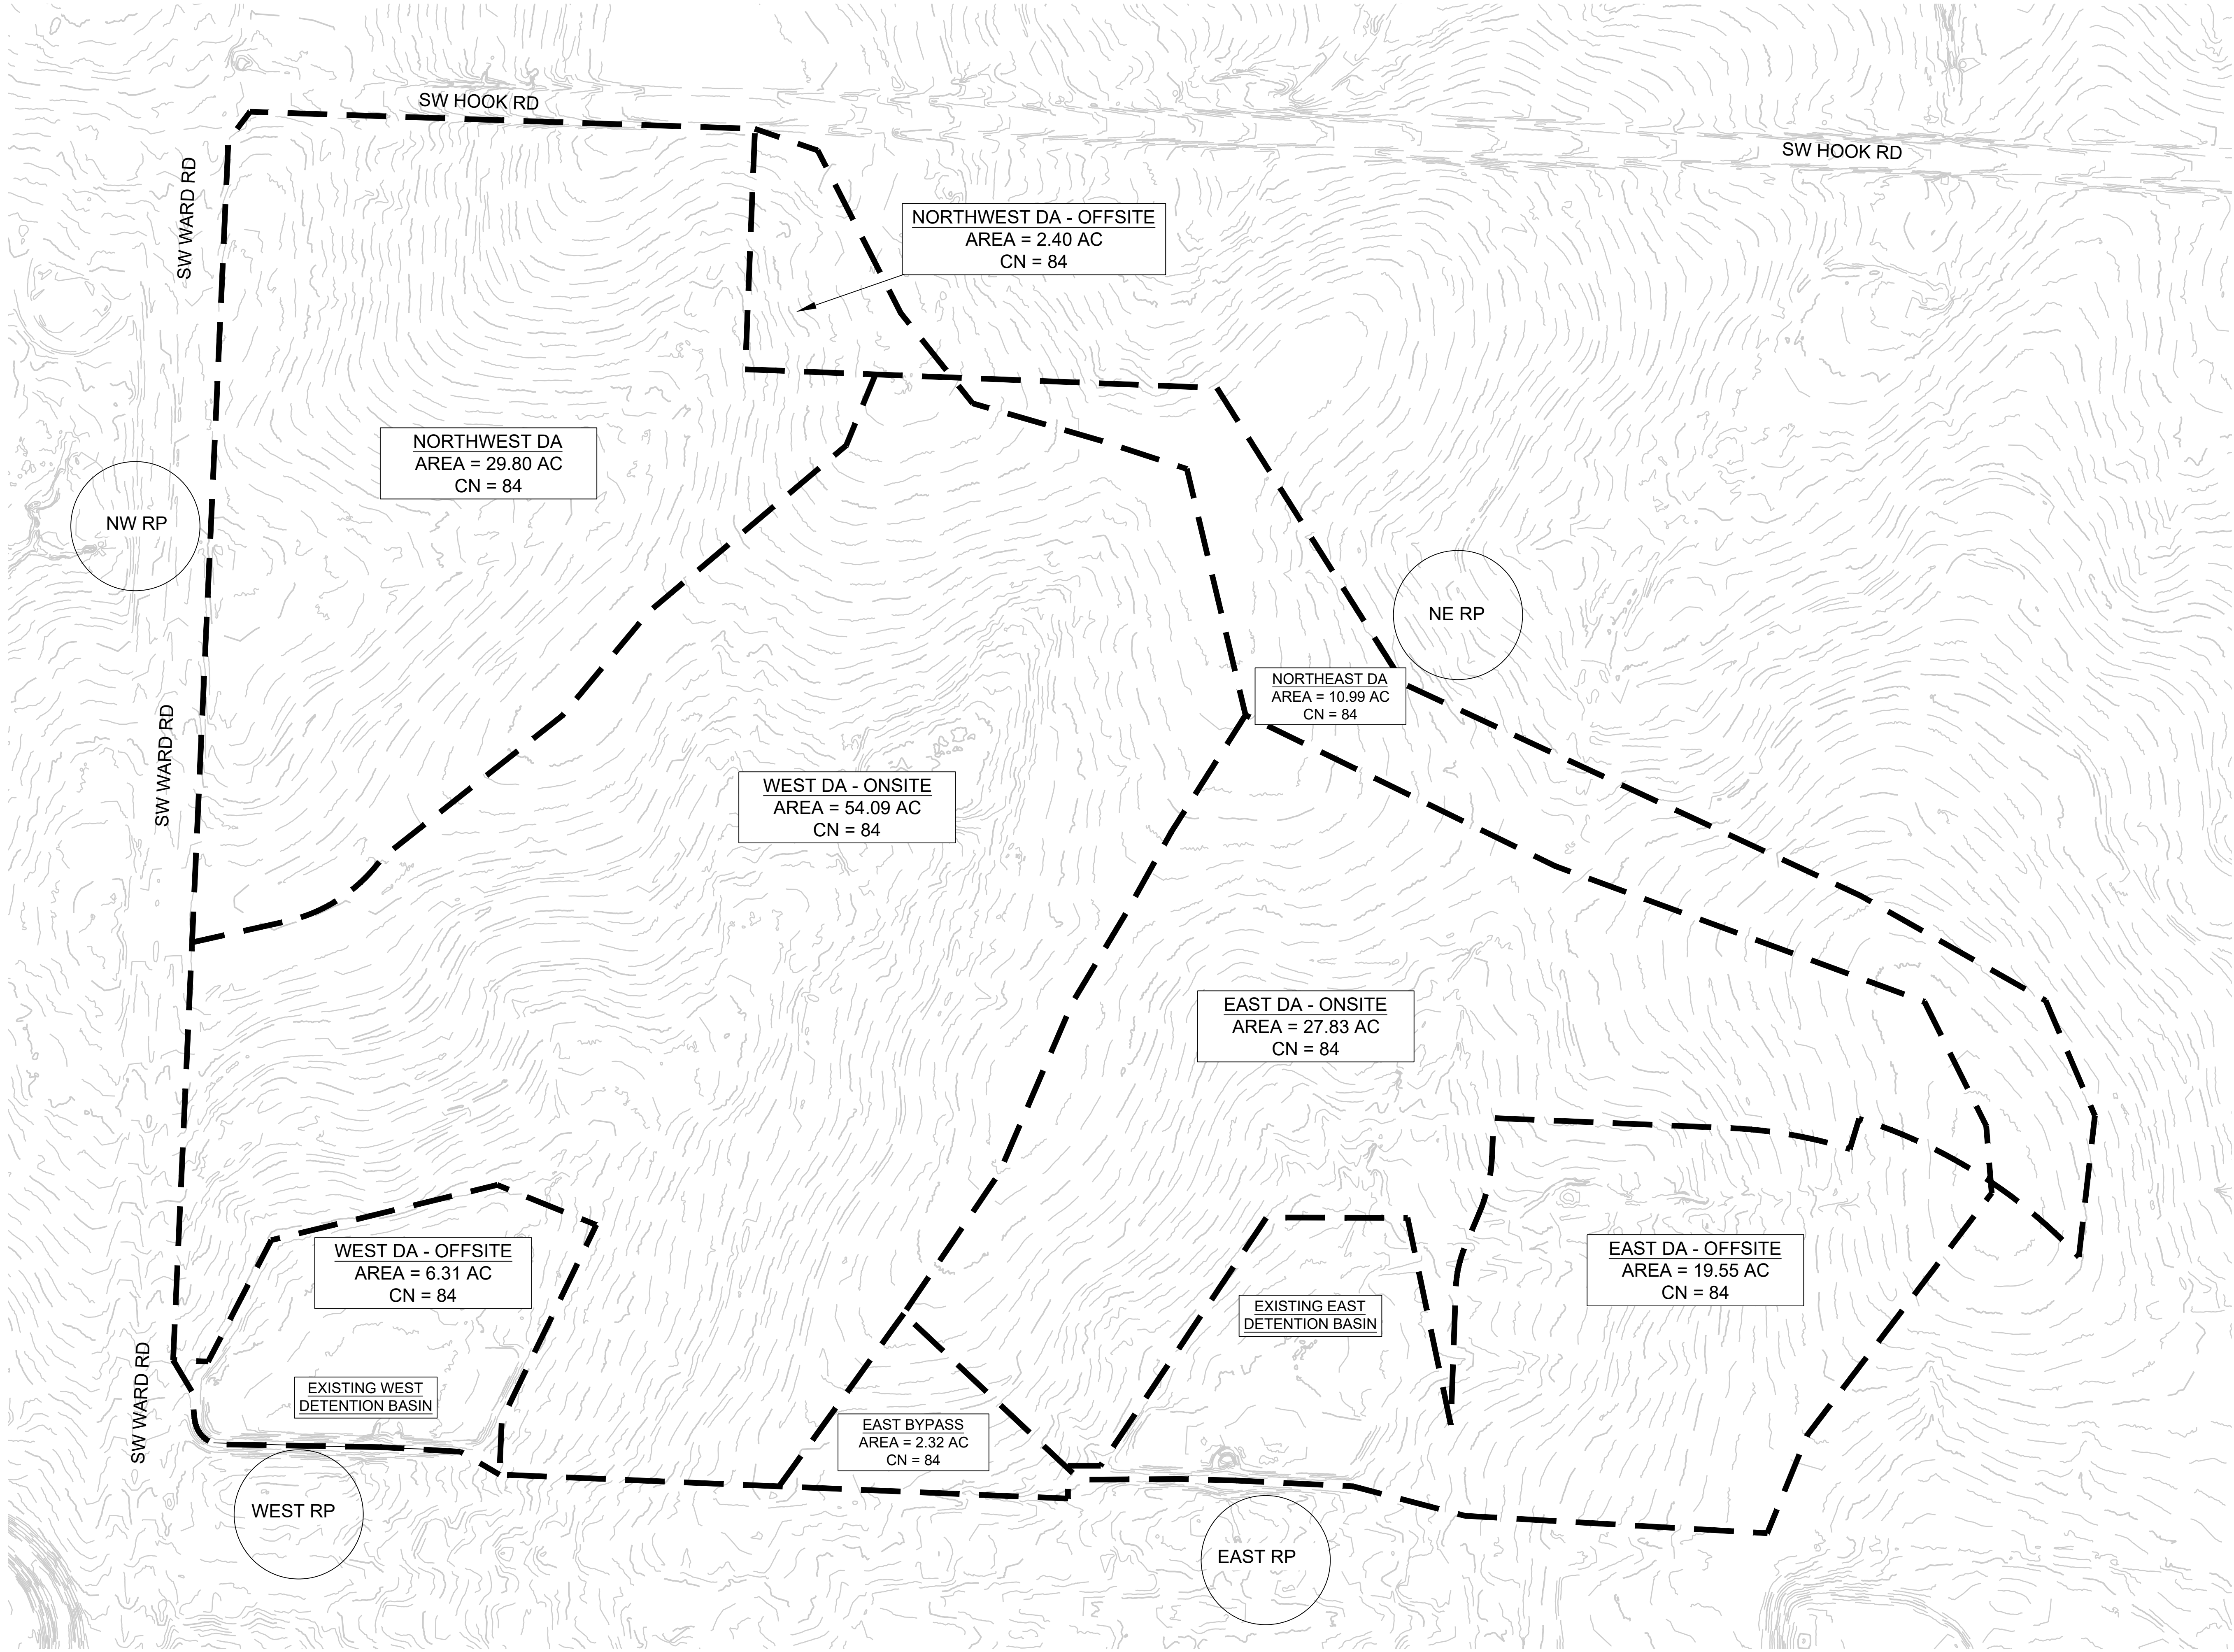 SW HOOK RD
SW HOOK RD
SW WARD RD
NORTHWEST DA - OFFSITE
AREA = 2.40 AC
CN = 84
NORTHWEST DA
AREA = 29.80 AC
CN = 84
NW RP
NE RP
NORTHEAST DA
AREA = 10.99 AC
CN = 84
SW WARD RD
WEST DA - ONSITE
AREA = 54.09 AC
CN = 84
EAST DA - ONSITE
AREA = 27.83 AC
CN = 84
WEST DA - OFFSITE
AREA = 6.31 AC
CN = 84
EAST DA - OFFSITE
AREA = 19.55 AC
CN = 84
EXISTING EAST
DETENTION BASIN
SW WARD RD
EXISTING WEST
DETENTION BASIN
EAST BYPASS
AREA = 2.32 AC
CN = 84
WEST RP
EAST RP